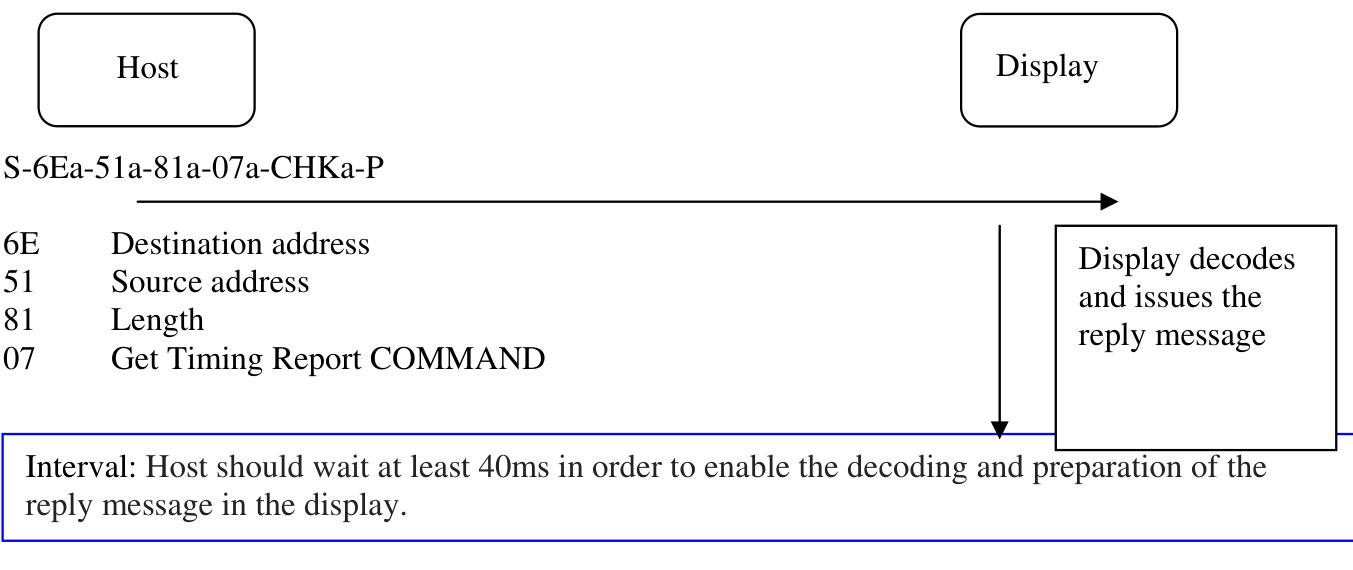 Host
Display
S-6Ea-51a-81a-07a-CHKa-P
6E Destination address
51 Source address
81 Length
07 Get Timing Report COMMAND
Display decodes
and issues the
reply message
Interval: Host should wait at least 40ms in order to enable the decoding and preparation of the
reply message in the display.